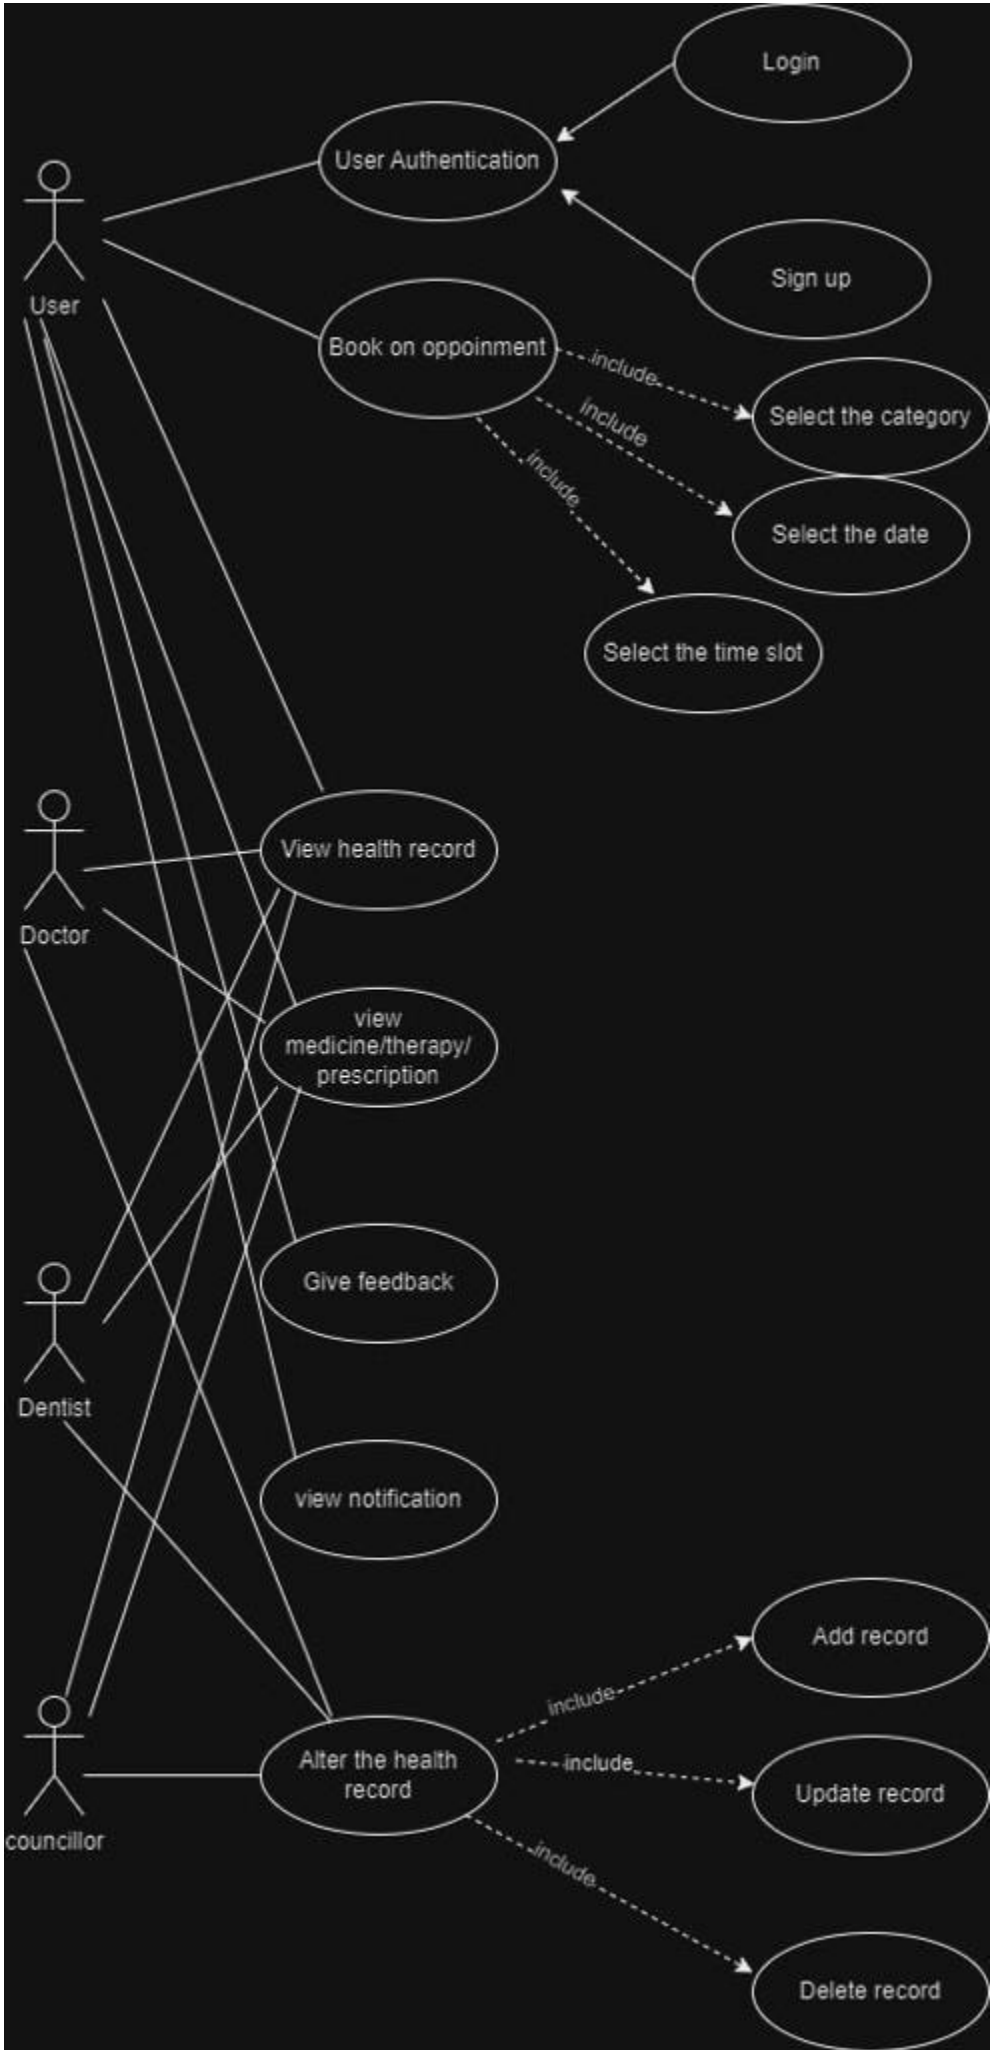 Login
User Authentication
Sign up
User
Book on oppoinment
include
Select the category
include
Select the date
include
Select the time slot
View health record
Doctor
view
medicine/therapy/
prescription
Give feedback
Dentist
view notification
Add record
include
Alter the health
record
include
Update record
councillor
include
Delete record